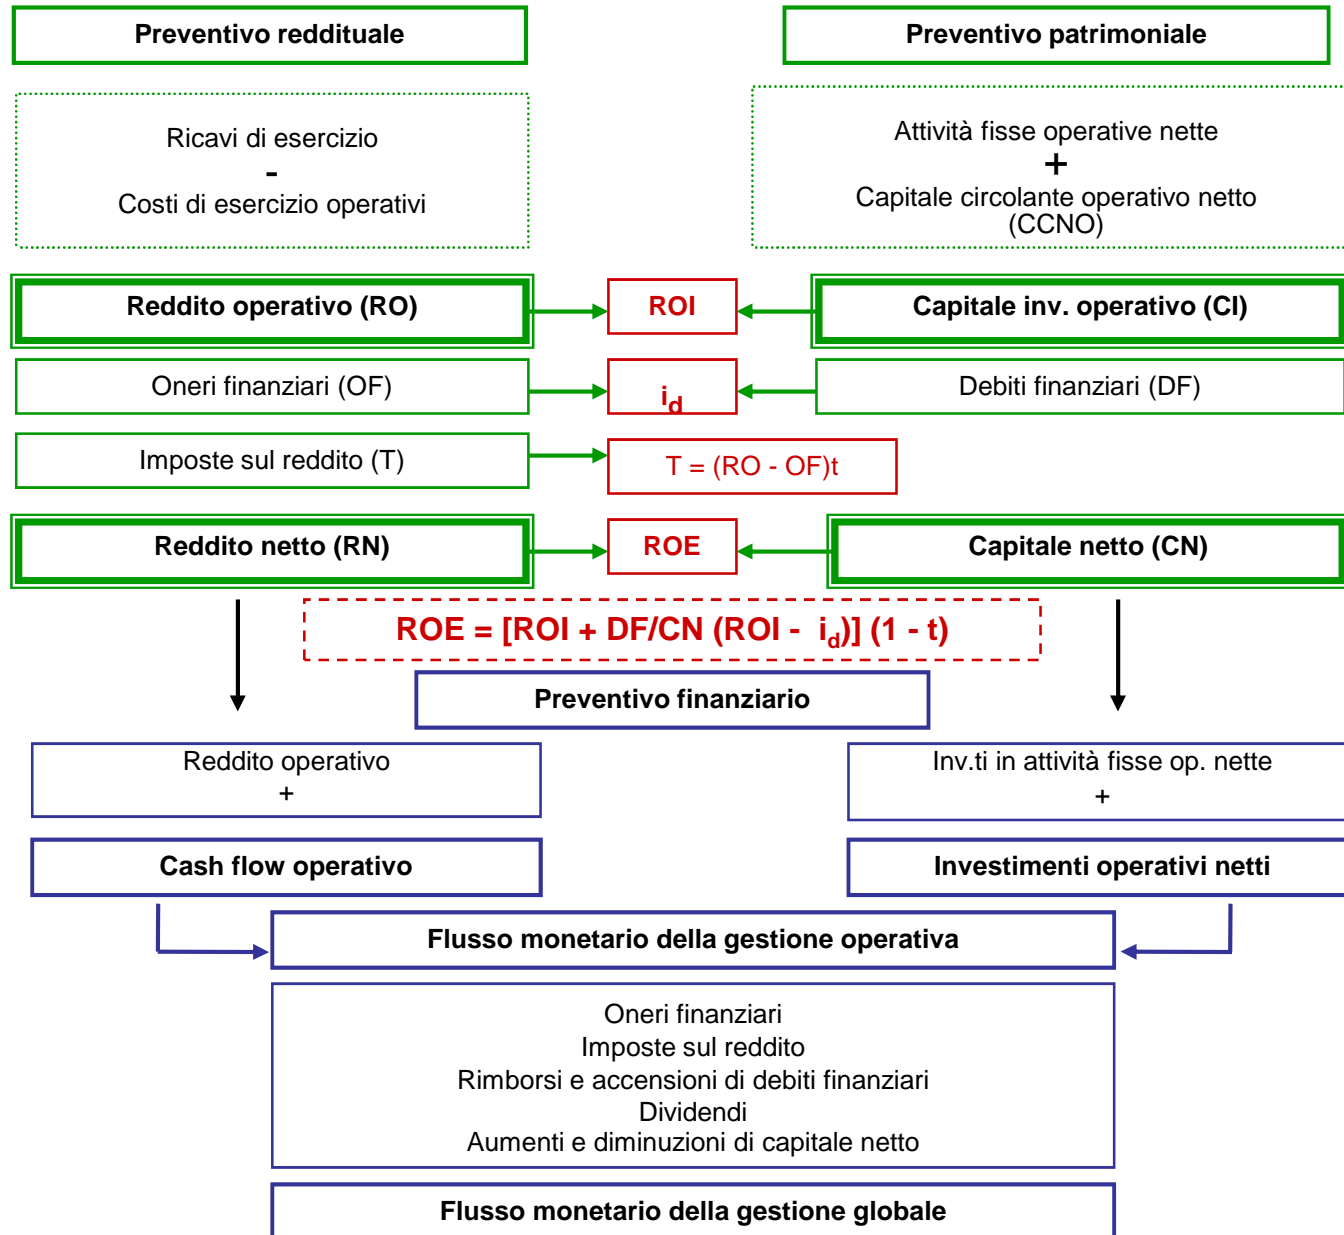 Preventivo reddituale
Preventivo patrimoniale
Ricavi di esercizio
-
Costi di esercizio operativi
Attività fisse operative nette
+
Capitale circolante operativo netto
(CCNO)
Reddito operativo (RO)
ROI
Capitale inv. operativo (CI)
Oneri finanziari (OF)
id
Debiti finanziari (DF)
Imposte sul reddito (T)
T = (RO - OF)t
Reddito netto (RN)
ROE
Capitale netto (CN)
ROE = [ROI + DF/CN (ROI - id)] (1 - t)
Preventivo finanziario
Reddito operativo
+
Inv.ti in attività fisse op. nette
+
Cash flow operativo
Investimenti operativi netti
Flusso monetario della gestione operativa
Oneri finanziari
Imposte sul reddito
Rimborsi e accensioni di debiti finanziari
Dividendi
Aumenti e diminuzioni di capitale netto
Flusso monetario della gestione globale